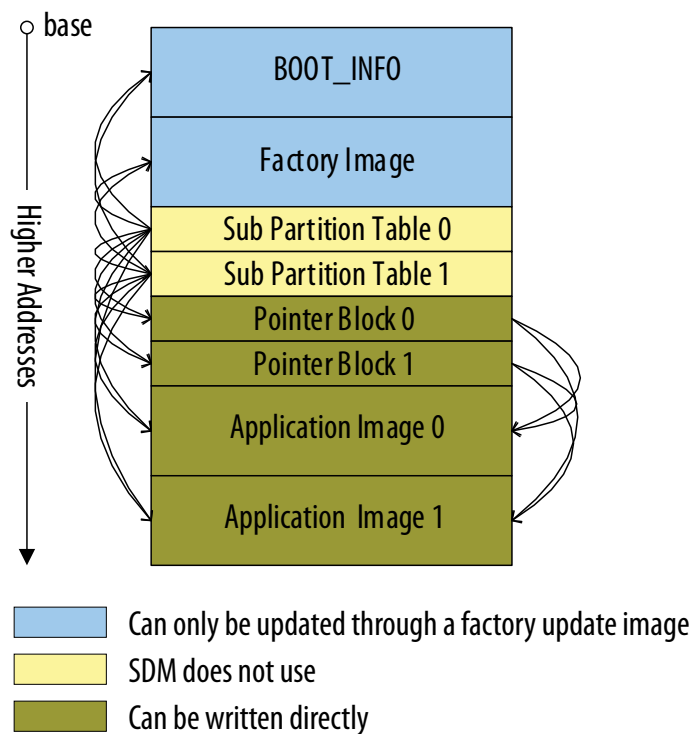 base
BOOT_INFO
Factory Image
Sub Partition Table 0
Sub Partition Table 1
Pointer Block 0
Pointer Block 1
Application Image 0
Application Image 1
Higher Addresses
Can only be updated through a factory update image
SDM does not use
Can be written directly